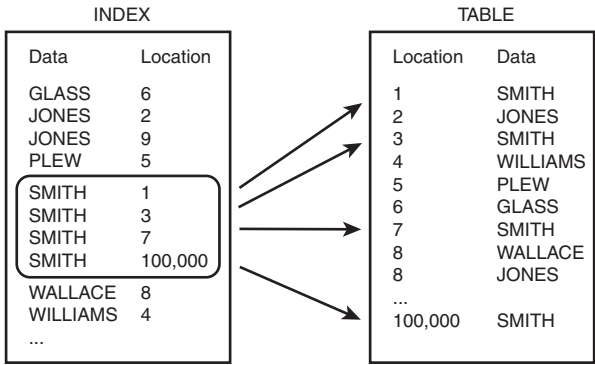 INDEX
Data Location
GLASS 6
JONES 2
JONES 9
PLEW 5
SMITH 1
SMITH 3
SMITH 7
SMITH 100,000
WALLACE 8
WILLIAMS 4
...
TABLE
Location Data
1 SMITH
2 JONES
3 SMITH
4 WILLIAMS
5 PLEW
6 GLASS
7 SMITH
8 WALLACE
8 JONES
...
100,000 SMITH